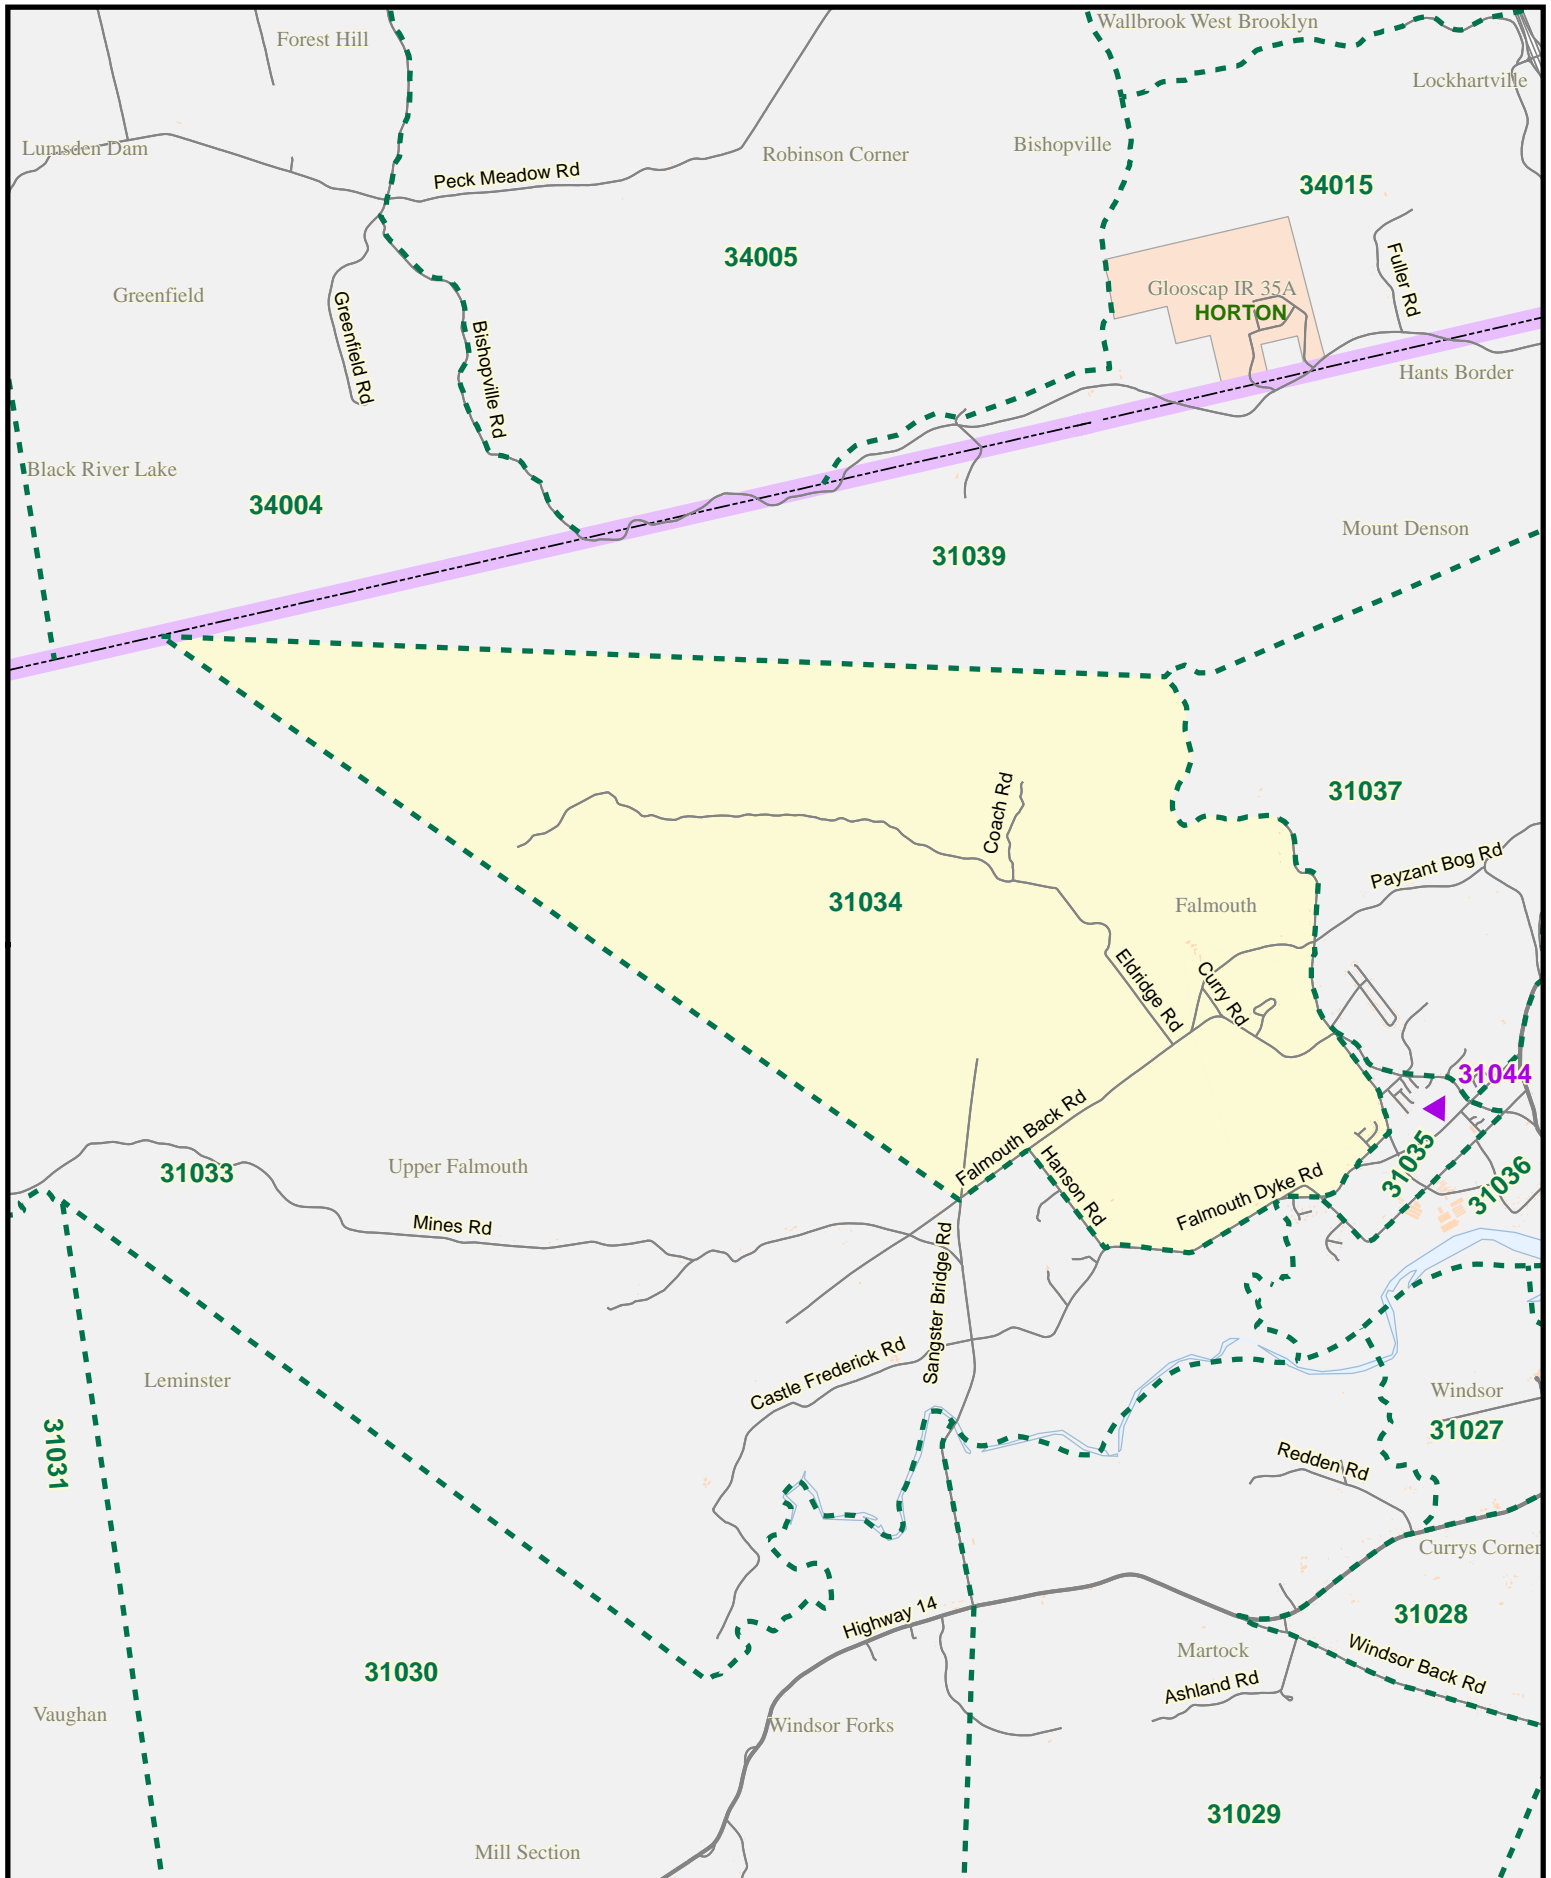 Wallbrook West Brooklyn
Forest Hill
Lockhartville
Lumsden Dam
Bishopville
Robinson Corner
Peck Meadow Rd
34015
34005
Fuller Rd
Glooscap IR 35A
HORTON
Greenfield
Greenfield Rd
Bishopville Rd
Hants Border
Black River Lake
34004
Mount Denson
31039
31037
Coach Rd
Payzant Bog Rd
31034
Falmouth
Eldridge Rd
Curry Rd
31044
Falmouth Back Rd
31035
31036
Hanson Rd
Falmouth Dyke Rd
Upper Falmouth
31033
Mines Rd
Sangster Bridge Rd
Castle Frederick Rd
Leminster
Windsor
31027
31031
Redden Rd
Currys Corner
Highway 14
31028
Martock
Windsor Back Rd
31030
Ashland Rd
Vaughan
Windsor Forks
31029
Mill Section